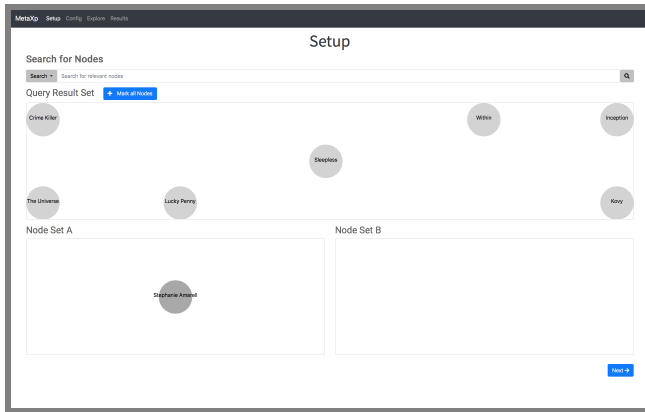 MetaXp Setup Config Explore Results
Setup
Search for Nodes
Search Search for relevant nodes
Query Result Set + Mark all Nodes
Crime Killer Within Inception
Sleepless
The Universe Lucky Penny Kovy
Node Set A Node Set B
Stephanie Amarell
Next →